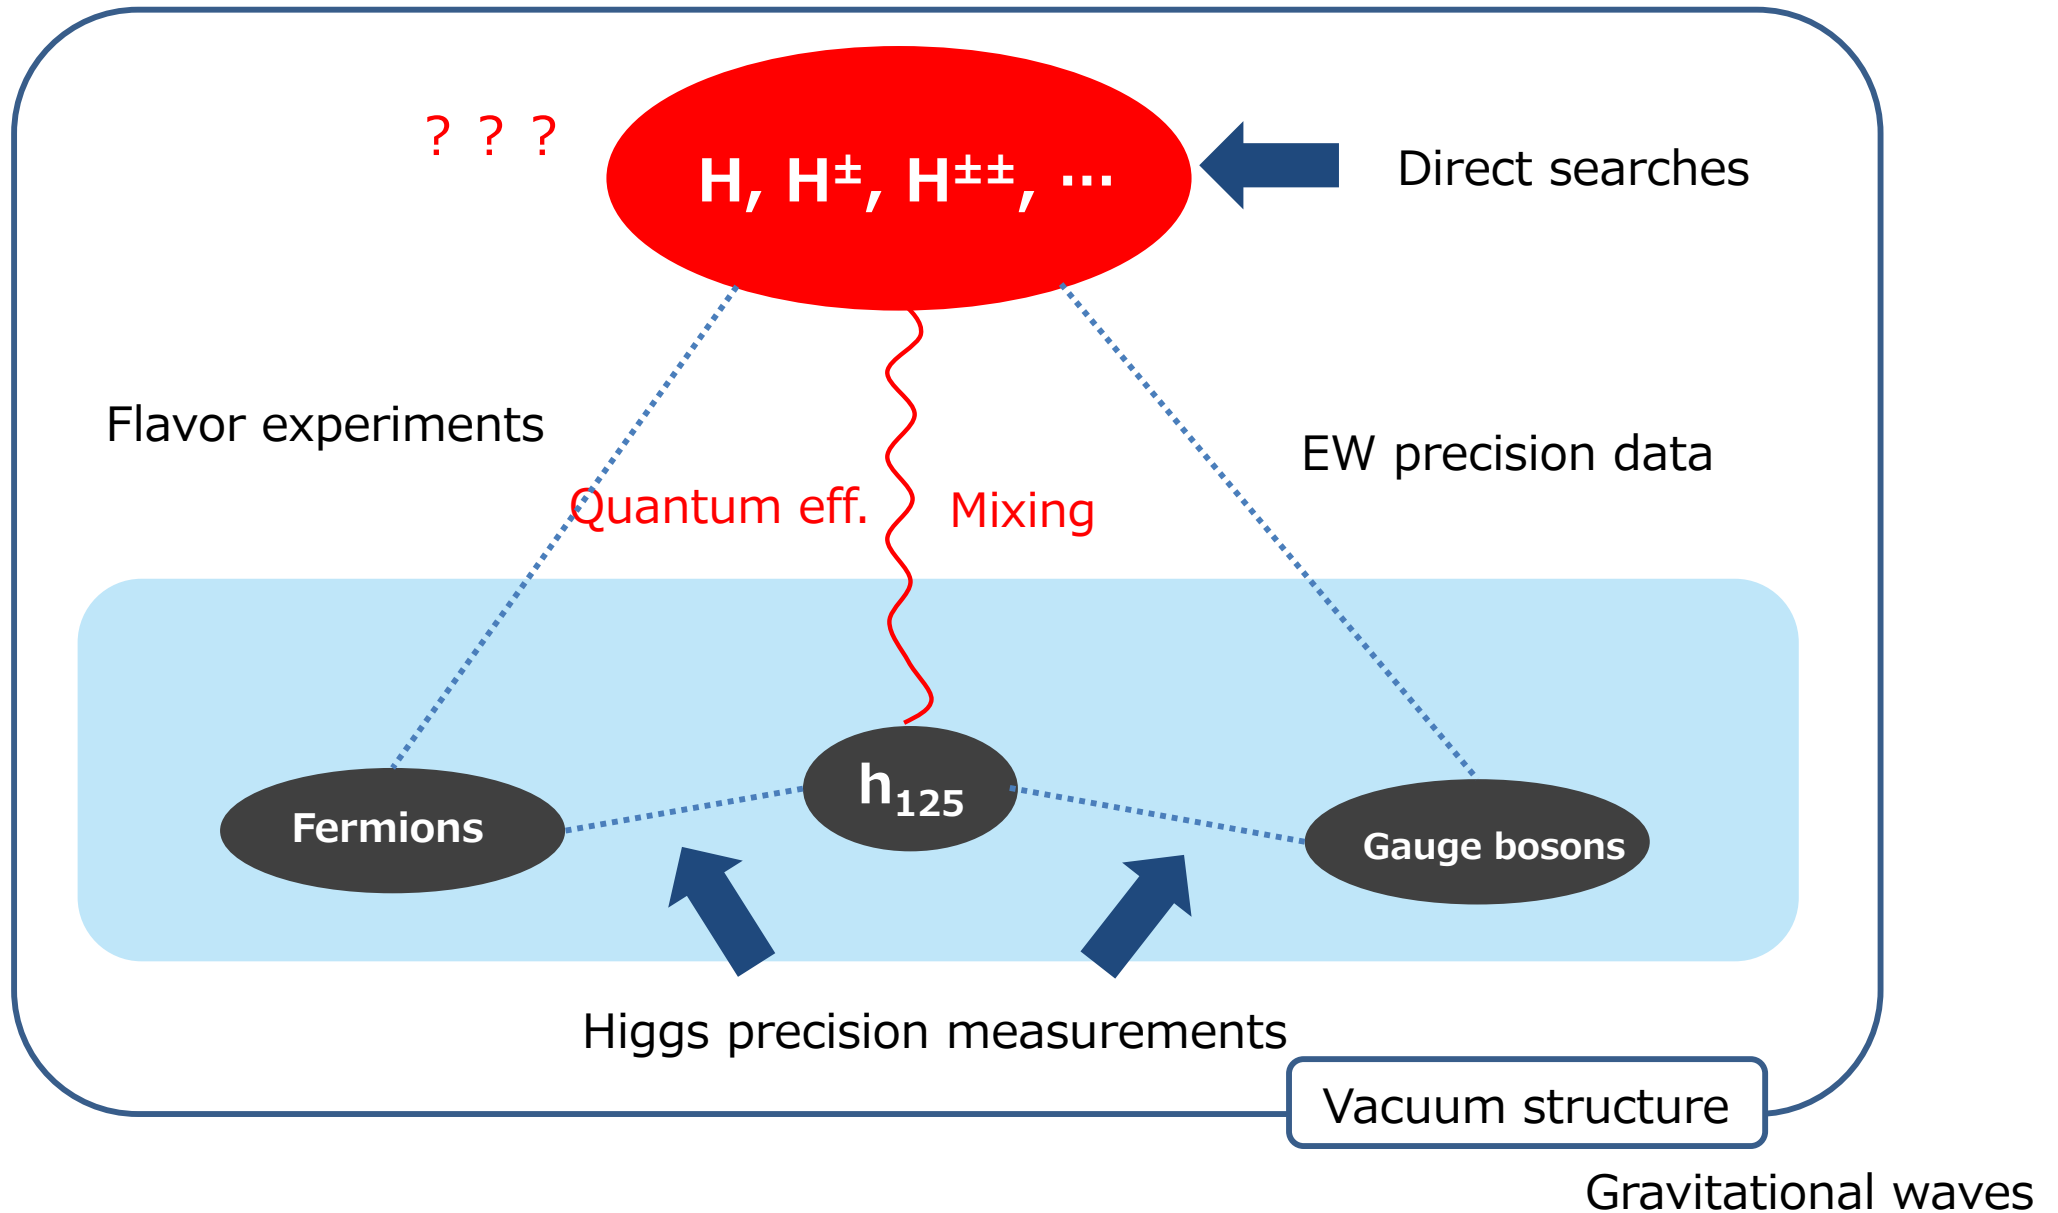 ? ? ?
H, H±, H±±, ···
Direct searches
Flavor experiments
EW precision data
Quantum eff.
Mixing
h₁₂₅
Fermions
Gauge bosons
Higgs precision measurements
Vacuum structure
Gravitational waves